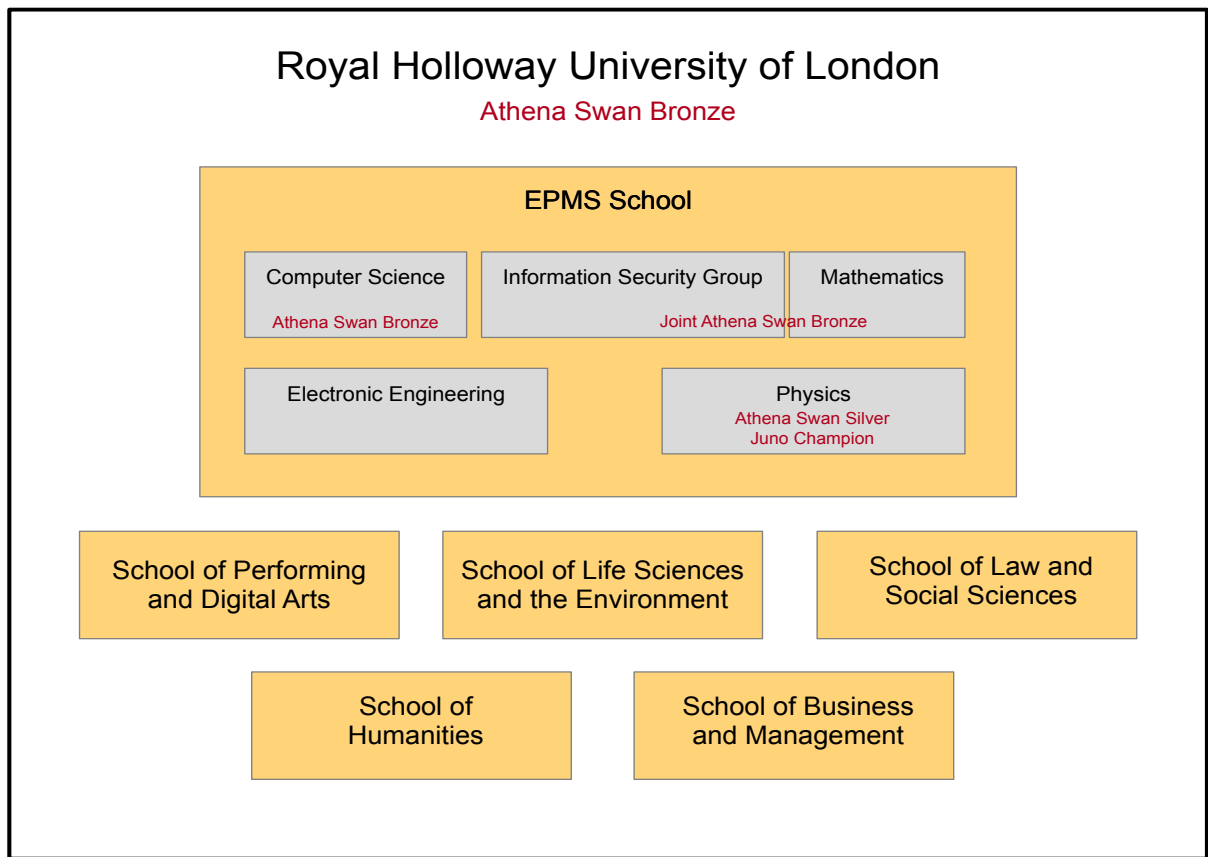 Royal Holloway University of London
Athena Swan Bronze
EPMS School
Computer Science
Athena Swan Bronze
Information Security Group
Mathematics
Joint Athena Swan Bronze
Electronic Engineering
Physics
Athena Swan Silver
Juno Champion
School of Performing
and Digital Arts
School of Life Sciences
and the Environment
School of Law and
Social Sciences
School of
Humanities
School of Business
and Management